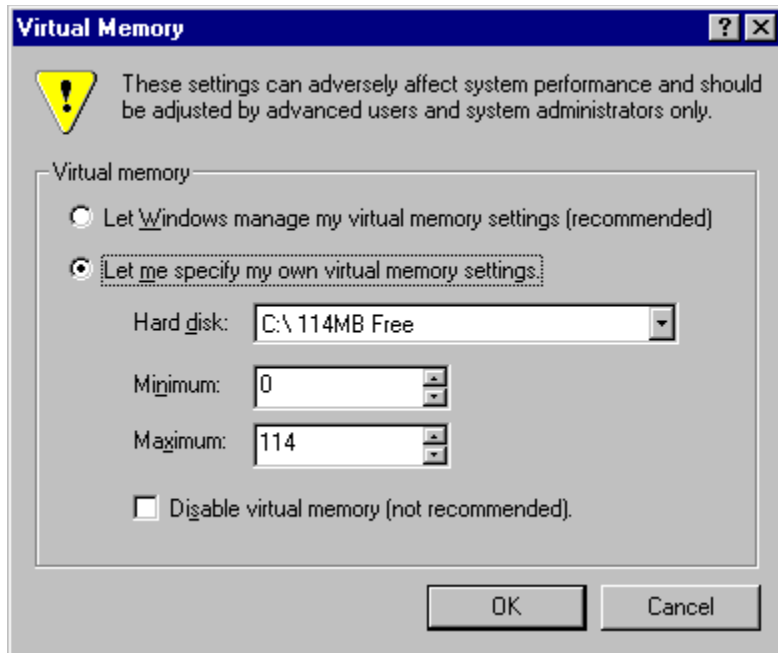 Virtual Memory
These settings can adversely affect system performance and should
be adjusted by advanced users and system administrators only.
Virtual memory
Let Windows manage my virtual memory settings (recommended)
Let me specify my own virtual memory settings.
Hard disk: C:\ 114MB Free
Minimum: 0
Maximum: 114
Disable virtual memory (not recommended).
OK Cancel